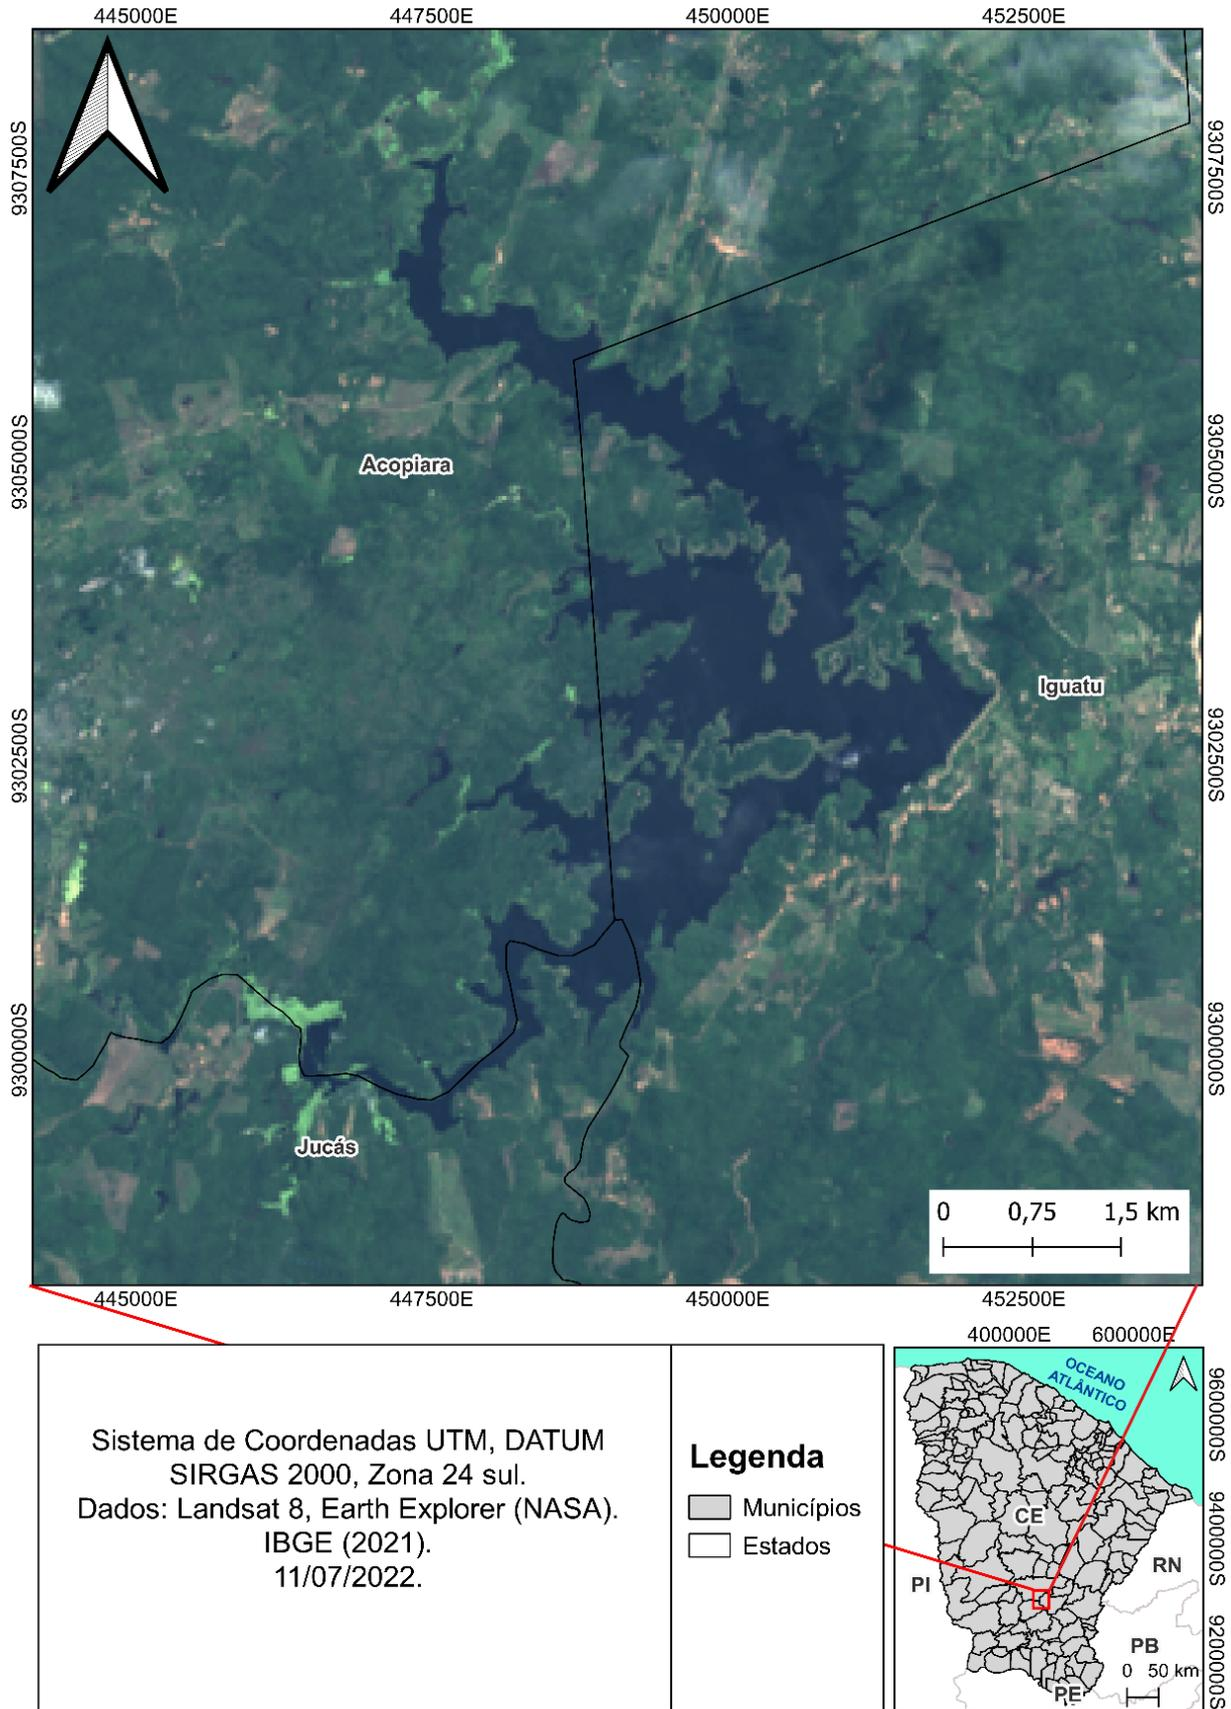 445000E 447500E 450000E 452500E
9307500S 9307500S
9305000S 9305000S
Acopiara
Iguatu
9302500S 9302500S
9300000S 9300000S
Jucás
0 0,75 1,5 km
445000E 447500E 450000E 452500E
400000E 600000E
Sistema de Coordenadas UTM, DATUM
SIRGAS 2000, Zona 24 sul.
Dados: Landsat 8, Earth Explorer (NASA).
IBGE (2021).
11/07/2022.
Legenda
Municípios
Estados
OCEANO
ATLÂNTICO
9600000S
CE
9400000S
RN
PI
PB
9200000S
0 50 km
PE